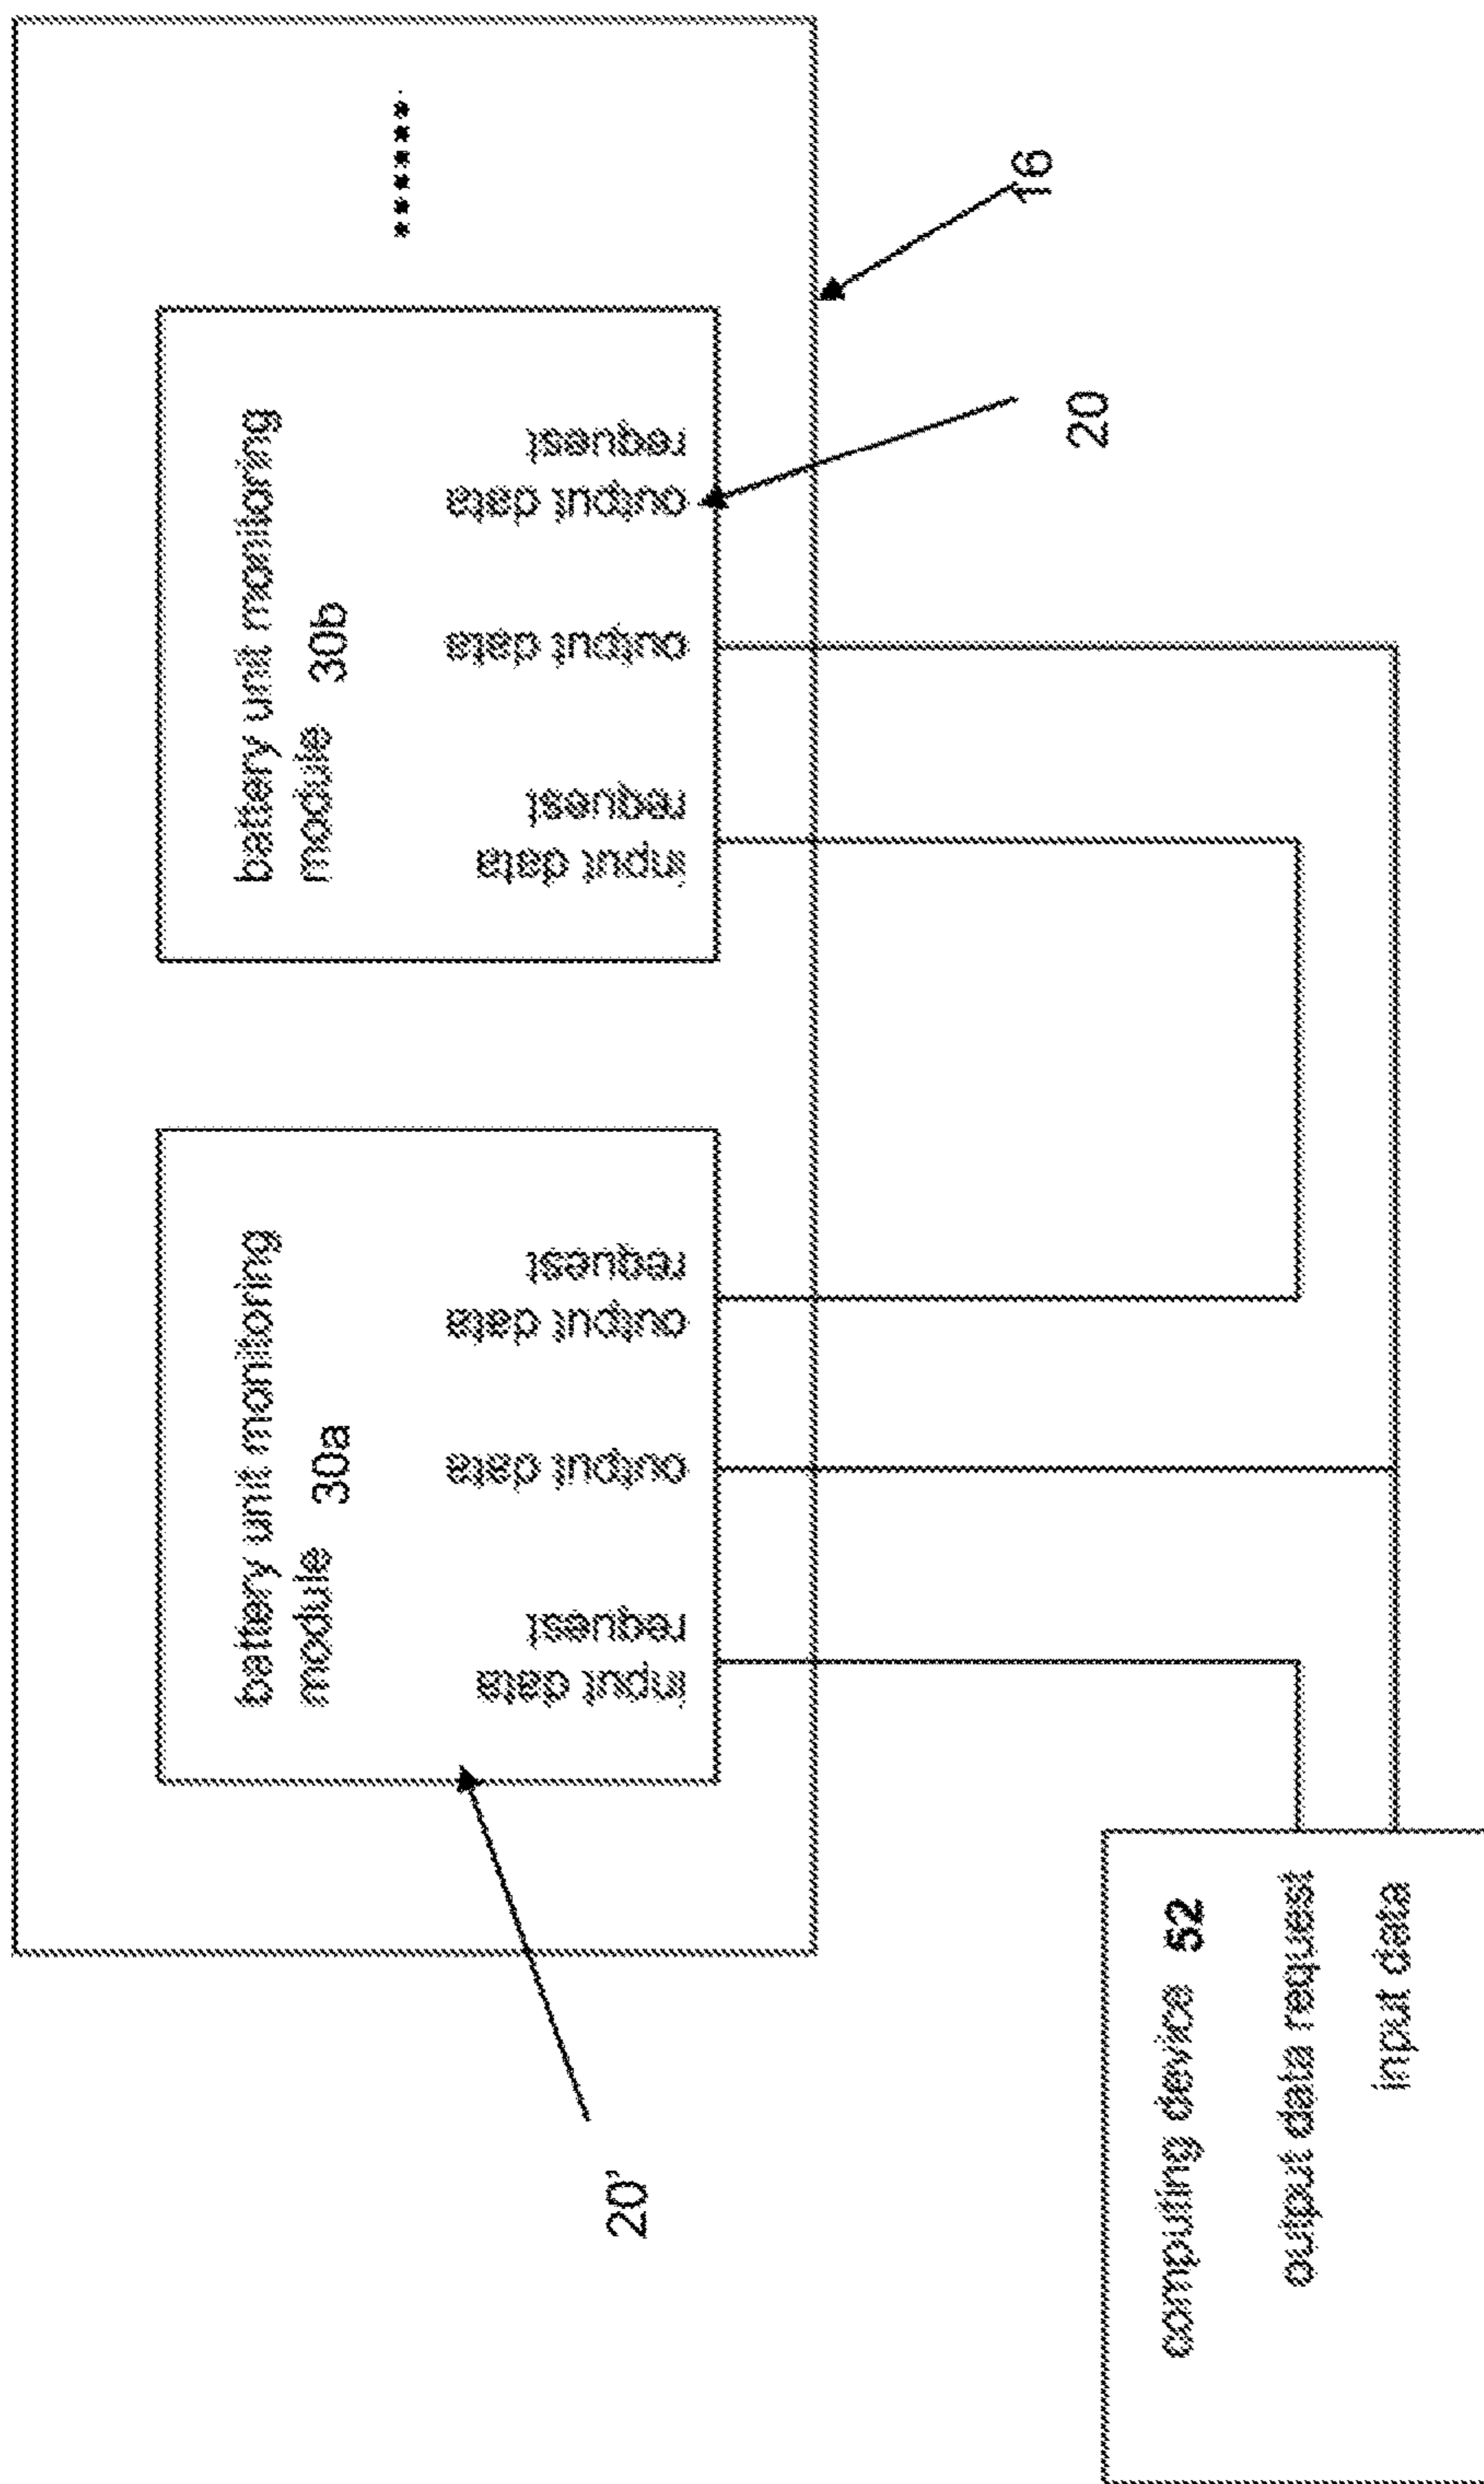 battery unit monitoring
module 30a
input data
request
output data
output data
request
battery unit monitoring
module 30b
input data
request
output data
output data
request
......
16
20
20'
computing device 52
output data request
input data